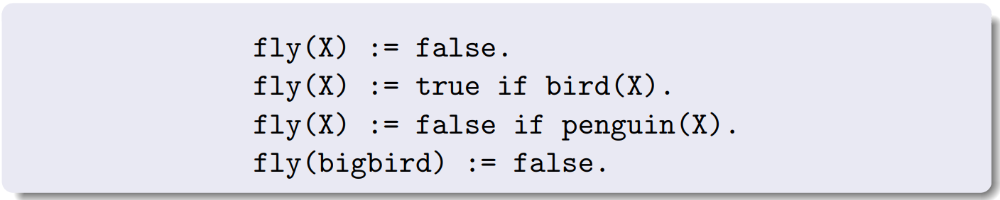 fly(X) := false.
fly(X) := true if bird(X).
fly(X) := false if penguin(X).
fly(bigbird) := false.